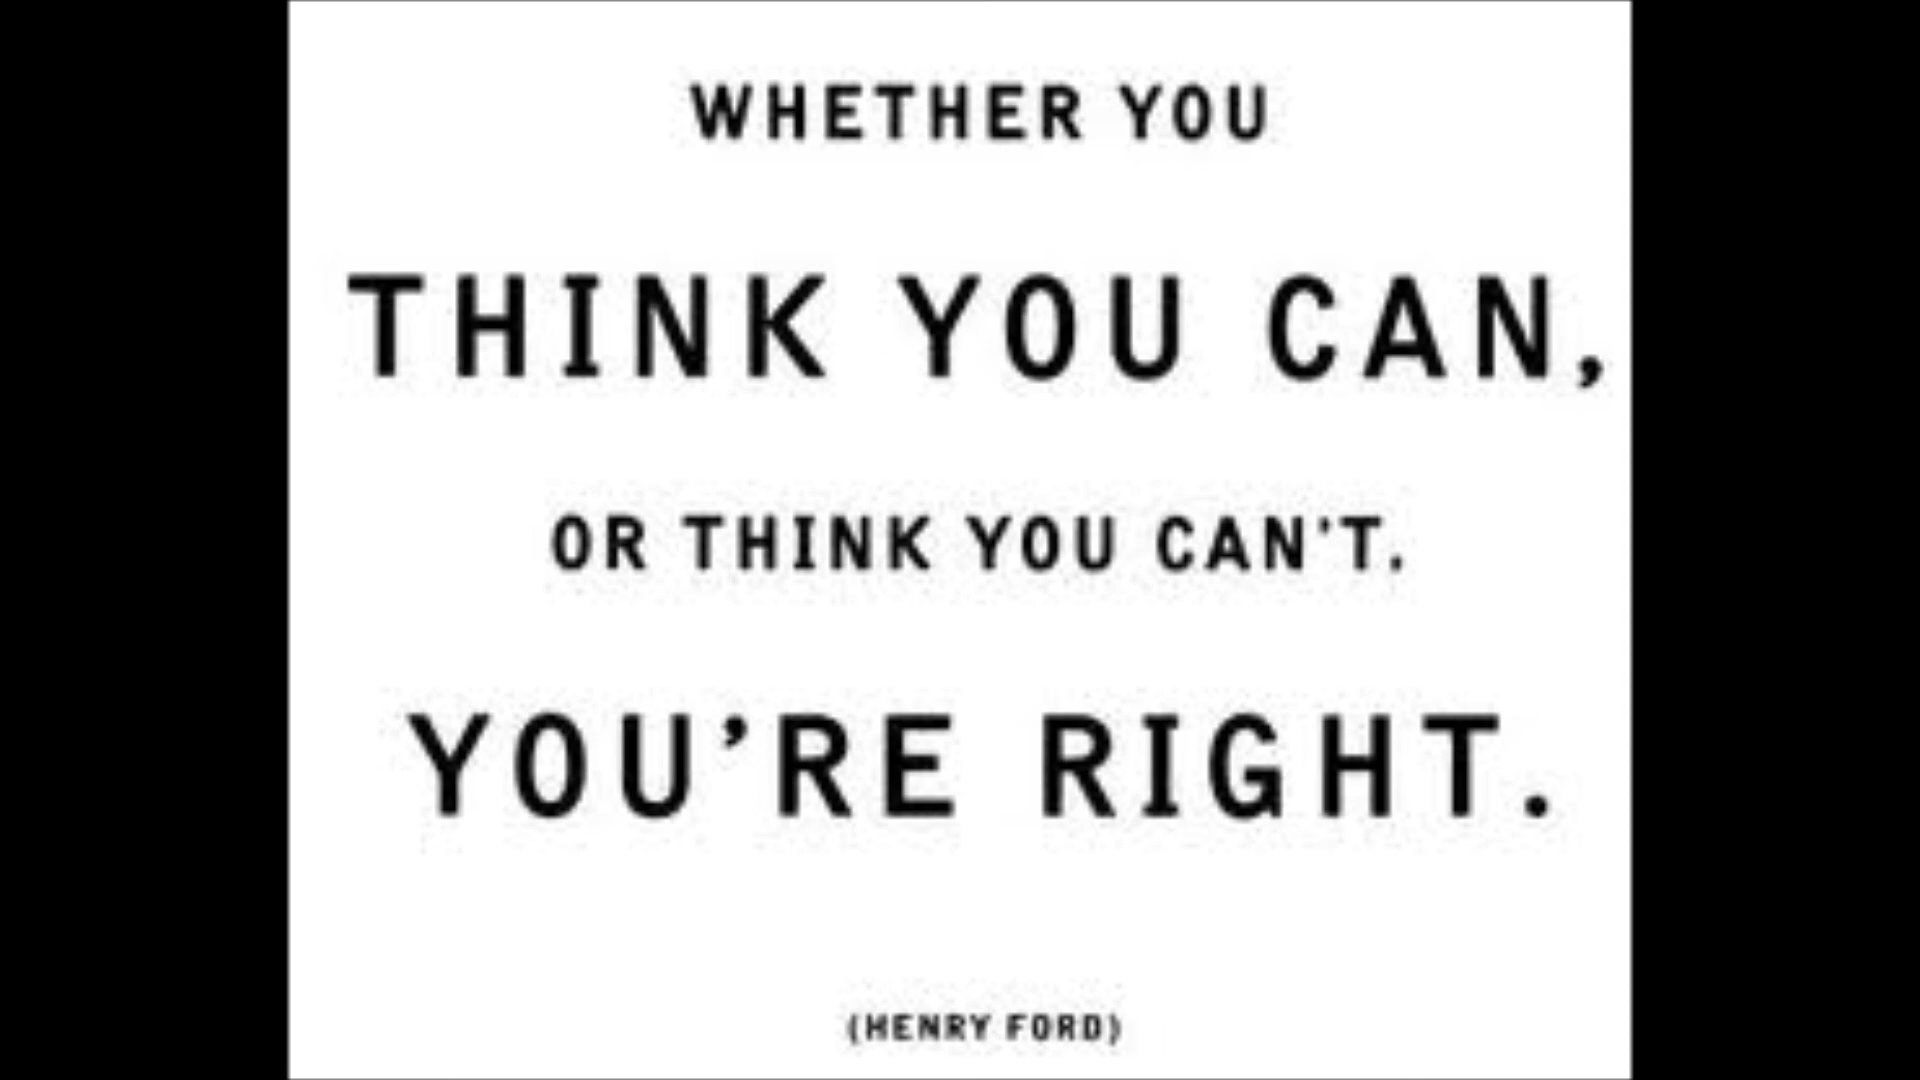 WHETHER YOU
THINK YOU CAN,
OR THINK YOU CAN'T.
YOU’RE RIGHT.
(HENRY FORD)